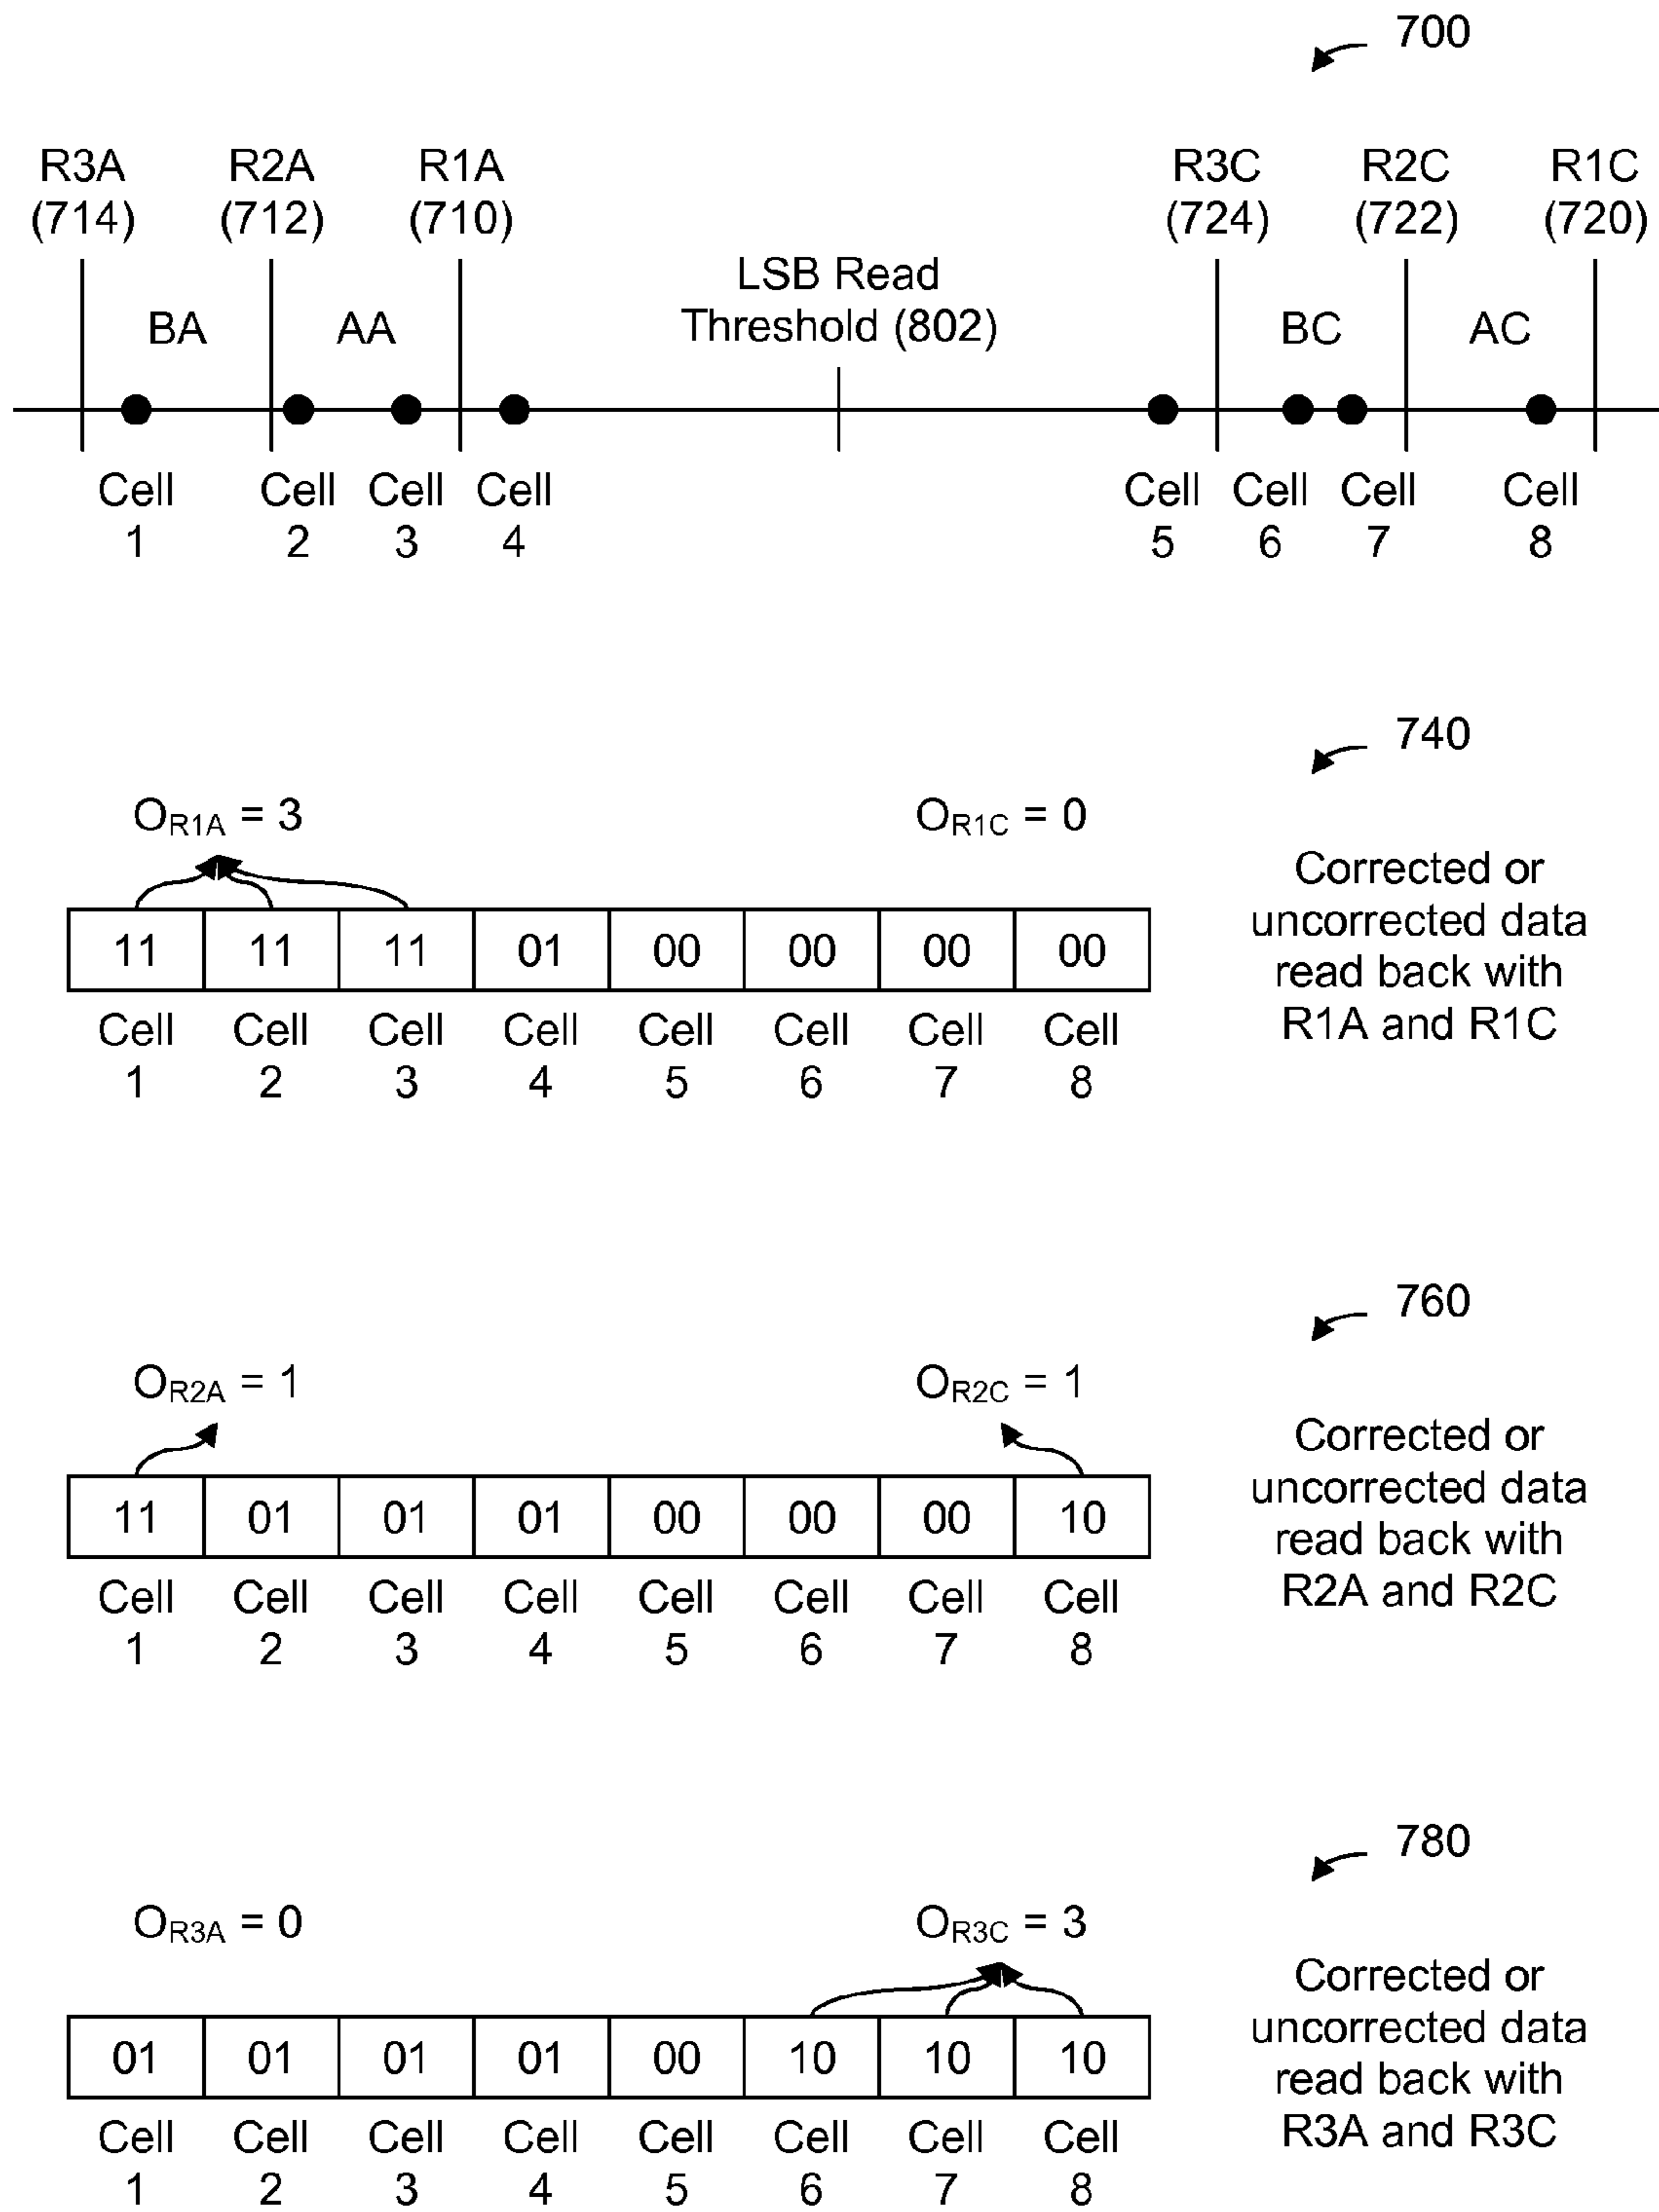 700
R3A R2A R1A R3C R2C R1C
(714) (712) (710) (724) (722) (720)
LSB Read
Threshold (802)
BA AA BC AC
Cell Cell Cell Cell Cell Cell Cell Cell
1 2 3 4 5 6 7 8
740
OR1A = 3 OR1C = 0
Corrected or
uncorrected data
read back with
R1A and R1C
11 11 11 01 00 00 00 00
Cell Cell Cell Cell Cell Cell Cell Cell
1 2 3 4 5 6 7 8
760
OR2A = 1 OR2C = 1
Corrected or
uncorrected data
read back with
R2A and R2C
11 01 01 01 00 00 00 10
Cell Cell Cell Cell Cell Cell Cell Cell
1 2 3 4 5 6 7 8
780
OR3A = 0 OR3C = 3
Corrected or
uncorrected data
read back with
R3A and R3C
01 01 01 01 00 10 10 10
Cell Cell Cell Cell Cell Cell Cell Cell
1 2 3 4 5 6 7 8